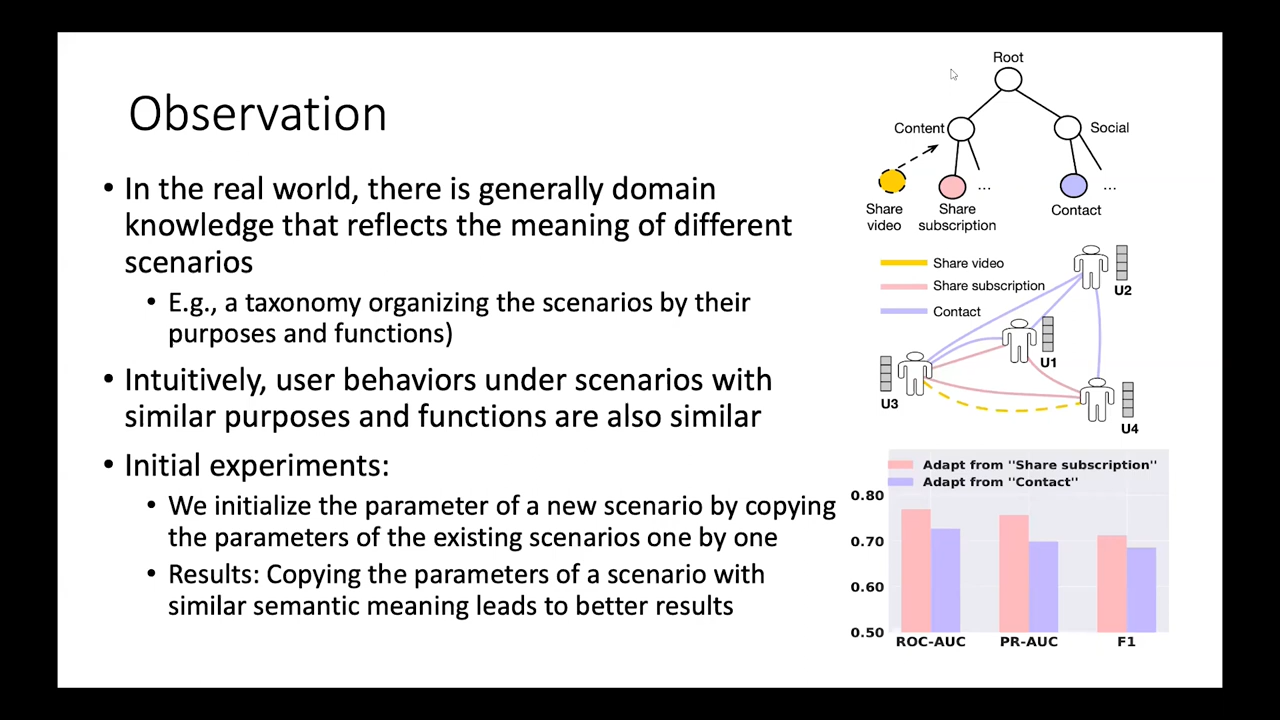 Observation
• In the real world, there is generally domain
knowledge that reflects the meaning of different
scenarios
• E.g., a taxonomy organizing the scenarios by their
purposes and functions)
• Intuitively, user behaviors under scenarios with
similar purposes and functions are also similar
• Initial experiments:
• We initialize the parameter of a new scenario by copying
the parameters of the existing scenarios one by one
• Results: Copying the parameters of a scenario with
similar semantic meaning leads to better results
Root
Content
Social
... ...
Share
video
Share
subscription
Contact
Share video
Share subscription
Contact
U2
U1
U3
U4
Adapt from ''Share subscription''
Adapt from ''Contact''
0.80
0.70
0.60
0.50
ROC-AUC PR-AUC F1